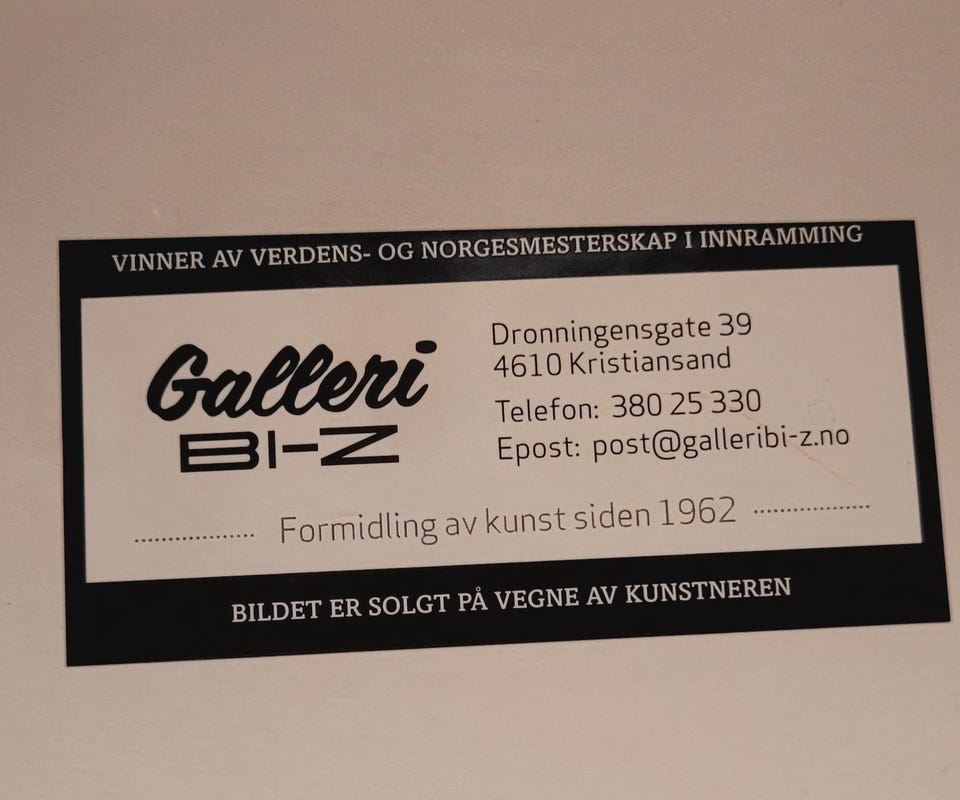 VINNER AV VERDENS- OG NORGESMESTERSKAP I INNRAMMING
Galleri
BI-Z
Dronningensgate 39
4610 Kristiansand
Telefon: 380 25 330
Epost: post@galleribi-z.no
Formidling av kunst siden 1962
BILDET ER SOLGT PÅ VEGNE AV KUNSTNEREN